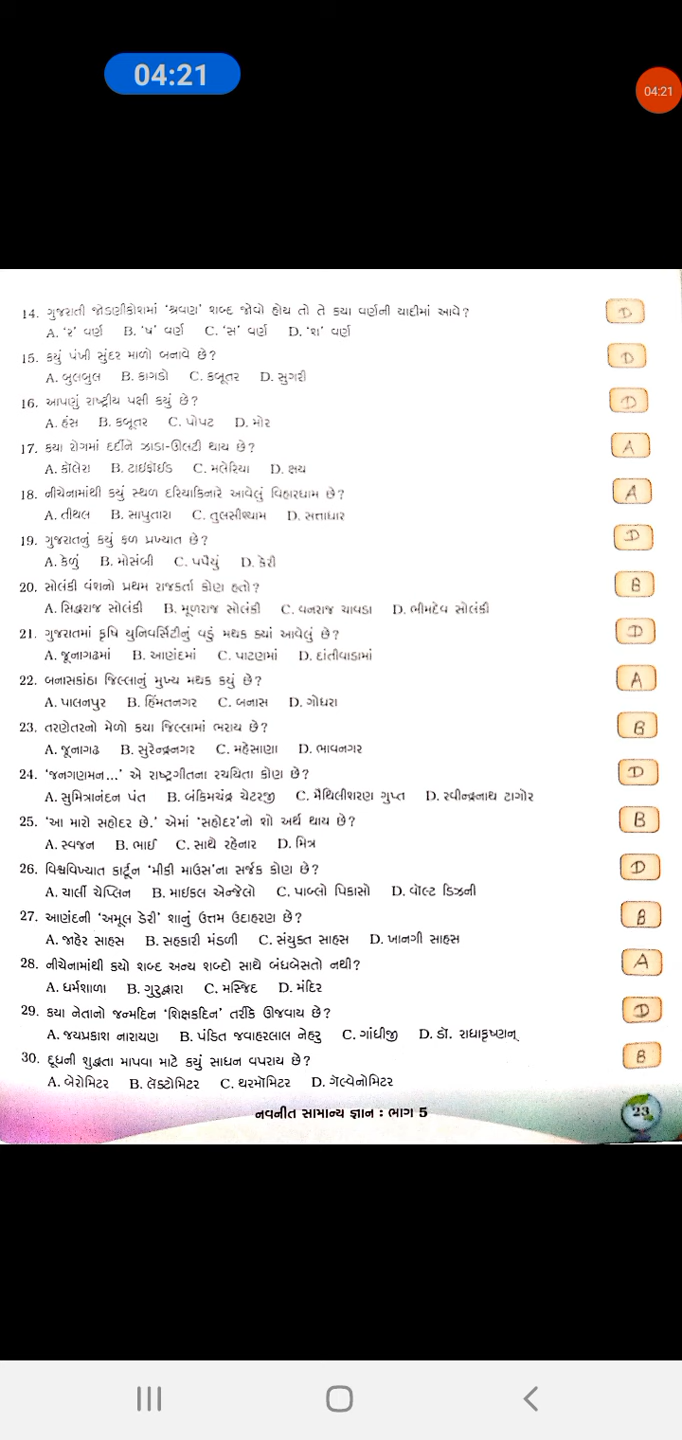 04:21
04:21
14. ગુજરાતી જોડણીકોશમાં ‘શ્રવણ’ શબ્દ જોવો હોય તો તે કયા વર્ણની યાદીમાં આવે? D
A. ‘ર’ વર્ણ B. ‘ષ’ વર્ણ C. ‘સ’ વર્ણ D. ‘શ’ વર્ણ
15. કયું પંખી સુંદર માળો બનાવે છે? D
A. બુલબુલ B. કાગડો C. કબૂતર D. સુગરી
16. આપણું રાષ્ટ્રીય પક્ષી કયું છે? D
A. હંસ B. કબૂતર C. પોપટ D. મોર
17. કયા રોગમાં દર્દીને ઝાડા-ઊલટી થાય છે? A
A. કૉલેરા B. ટાઇફૉઈડ C. મલેરિયા D. ક્ષય
18. નીચેનામાંથી કયું સ્થળ દરિયાકિનારે આવેલું વિહારધામ છે? A
A. તીથલ B. સાપુતારા C. તુલસીશ્યામ D. સત્તાધાર
19. ગુજરાતનું કયું ફળ પ્રખ્યાત છે? D
A. કેળું B. મોસંબી C. પપૈયું D. કેરી
20. સોલંકી વંશનો પ્રથમ રાજકર્તા કોણ હતો? B
A. સિદ્ધરાજ સોલંકી B. મૂળરાજ સોલંકી C. વનરાજ ચાવડા D. ભીમદેવ સોલંકી
21. ગુજરાતમાં કૃષિ યુનિવર્સિટીનું વડું મથક ક્યાં આવેલું છે? D
A. જૂનાગઢમાં B. આણંદમાં C. પાટણમાં D. દાંતીવાડામાં
22. બનાસકાંઠા જિલ્લાનું મુખ્ય મથક કયું છે? A
A. પાલનપુર B. હિંમતનગર C. બનાસ D. ગોધરા
23. તરણેતરનો મેળો કયા જિલ્લામાં ભરાય છે? B
A. જૂનાગઢ B. સુરેન્દ્રનગર C. મહેસાણા D. ભાવનગર
24. ‘જનગણમન...’ એ રાષ્ટ્રગીતના રચયિતા કોણ છે? D
A. સુમિત્રાનંદન પંત B. બંકિમચંદ્ર ચેટરજી C. મૈથિલીશરણ ગુપ્ત D. રવીન્દ્રનાથ ટાગોર
25. ‘આ મારો સહોદર છે.’ એમાં ‘સહોદર’નો શો અર્થ થાય છે? B
A. સ્વજન B. ભાઈ C. સાથે રહેનાર D. મિત્ર
26. વિશ્વવિખ્યાત કાર્ટૂન ‘મીકી માઉસ’ના સર્જક કોણ છે? D
A. ચાર્લી ચેપ્લિન B. માઇકલ એન્જેલો C. પાબ્લો પિકાસો D. વૉલ્ટ ડિઝની
27. આણંદની ‘અમૂલ ડેરી’ શાનું ઉત્તમ ઉદાહરણ છે? B
A. જાહેર સાહસ B. સહકારી મંડળી C. સંયુક્ત સાહસ D. ખાનગી સાહસ
28. નીચેનામાંથી કયો શબ્દ અન્ય શબ્દો સાથે બંધબેસતો નથી? A
A. ધર્મશાળા B. ગુરુદ્વારા C. મસ્જિદ D. મંદિર
29. કયા નેતાનો જન્મદિન ‘શિક્ષકદિન’ તરીકે ઊજવાય છે? D
A. જયપ્રકાશ નારાયણ B. પંડિત જવાહરલાલ નેહરુ C. ગાંધીજી D. ડૉ. રાધાકૃષ્ણન્
30. દૂધની શુદ્ધતા માપવા માટે કયું સાધન વપરાય છે? B
A. બેરોમિટર B. લૅક્ટોમિટર C. થરમૉમિટર D. ગૅલ્વેનોમિટર
નવનીત સામાન્ય જ્ઞાન : ભાગ 5 23